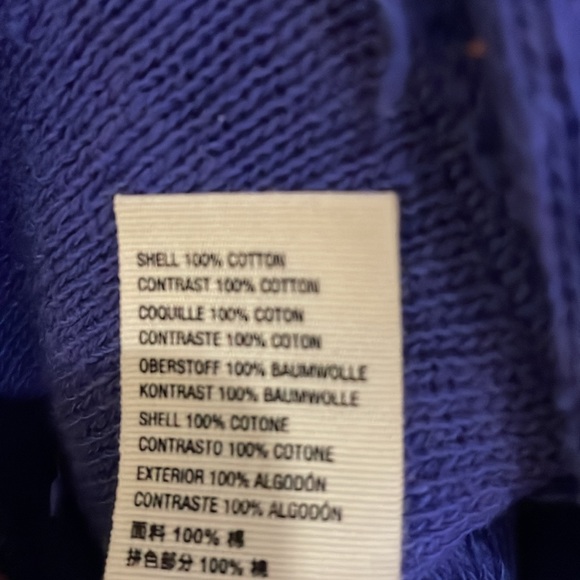 SHELL 100% COTTON
CONTRAST 100% COTTON
COQUILLE 100% COTON
CONTRASTE 100% COTON
OBERSTOFF 100% BAUMWOLLE
KONTRAST 100% BAUMWOLLE
SHELL 100% COTONE
CONTRASTO 100% COTONE
EXTERIOR 100% ALGODÓN
CONTRASTE 100% ALGODÓN
面料 100% 棉
拼色部分 100% 棉